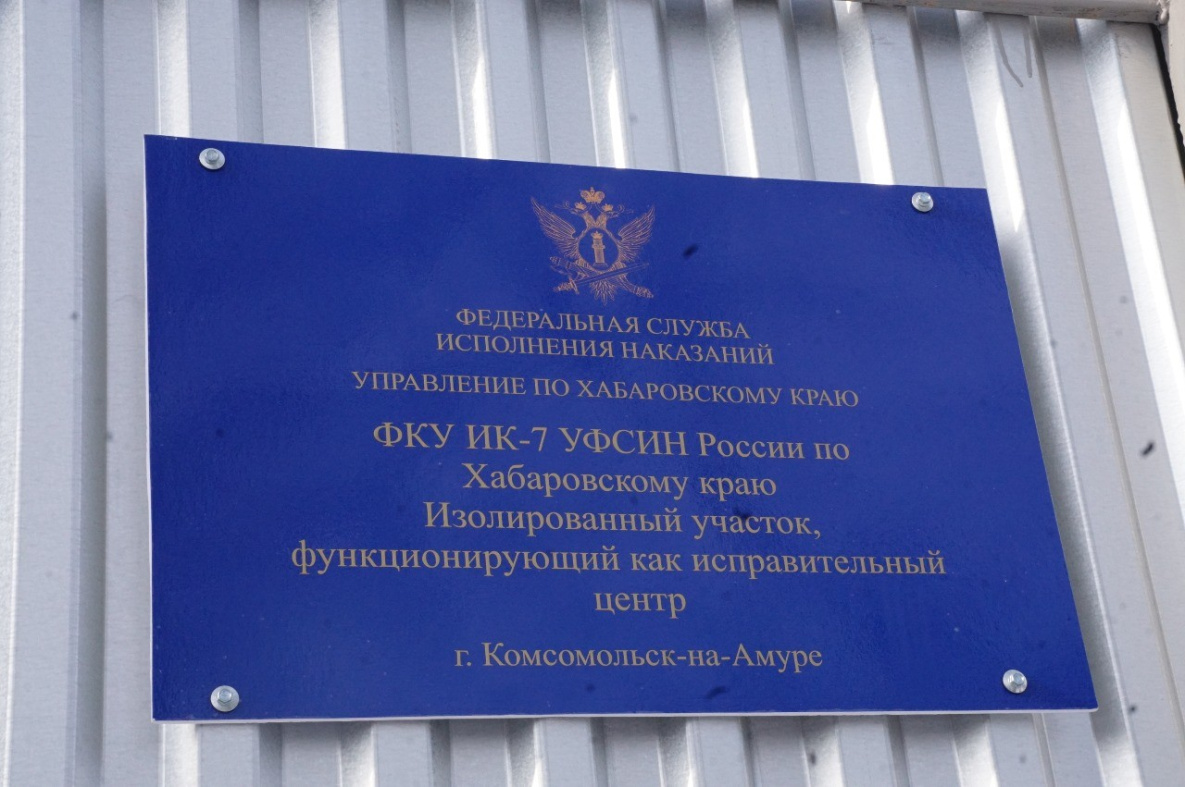 ФЕДЕРАЛЬНАЯ СЛУЖБА
ИСПОЛНЕНИЯ НАКАЗАНИЙ
УПРАВЛЕНИЕ ПО ХАБАРОВСКОМУ КРАЮ
ФКУ ИК-7 УФСИН России по
Хабаровскому краю
Изолированный участок,
функционирующий как исправительный
центр
г. Комсомольск-на-Амуре